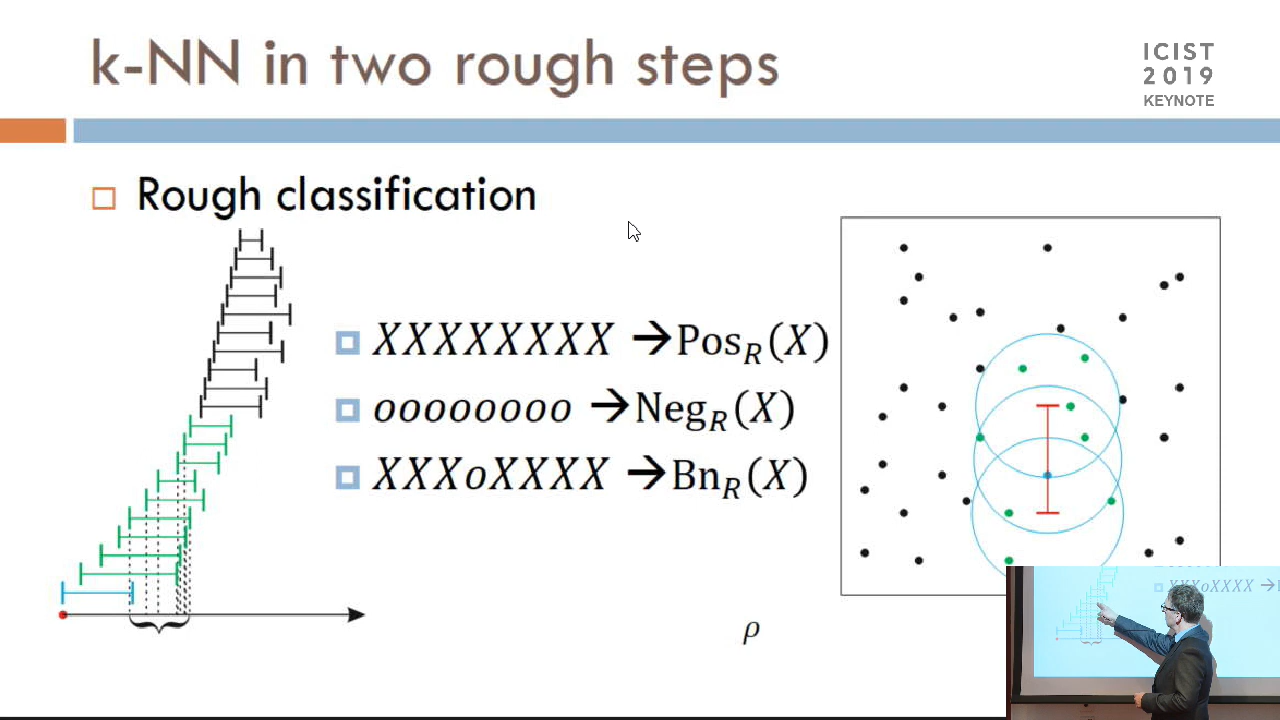 k-NN in two rough steps
ICIST
2019
KEYNOTE
Rough classification
XXXXXXXX →Pos_R(X)
oooooooo →Neg_R(X)
XXXoXXXX →Bn_R(X)
ρ
XXXoXXXX →